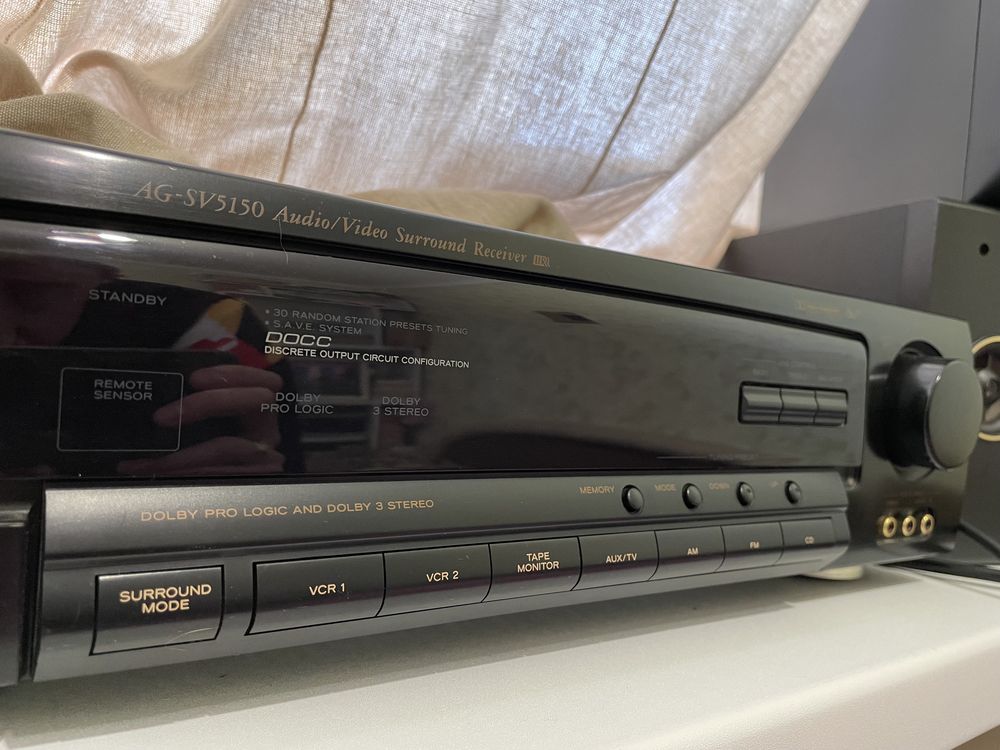 AG-SV5150 Audio/Video Surround Receiver
STANDBY
• 30 RANDOM STATION PRESETS TUNING
• S.A.V.E. SYSTEM
DOCC
DISCRETE OUTPUT CIRCUIT CONFIGURATION
REMOTE
SENSOR
DOLBY
PRO LOGIC
DOLBY
3 STEREO
MEMORY
MODE
DOWN
UP
DOLBY PRO LOGIC AND DOLBY 3 STEREO
SURROUND
MODE
VCR 1
VCR 2
TAPE
MONITOR
AUX/TV
AM
FM
CD